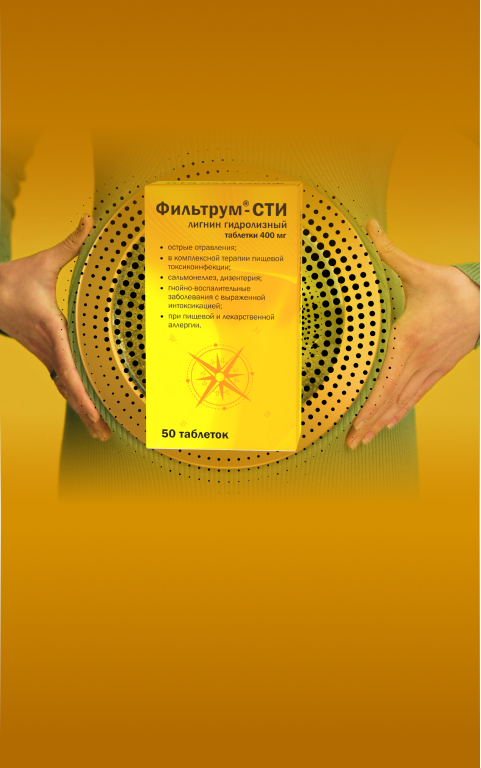 Фильтрум®-СТИ
лигнин гидролизный
таблетки 400 мг
• острые отравления;
• в комплексной терапии пищевой
токсикоинфекции;
• сальмонеллез, дизентерия;
• гнойно-воспалительные
заболевания с выраженной
интоксикацией;
• при пищевой и лекарственной
аллергии.
50 таблеток